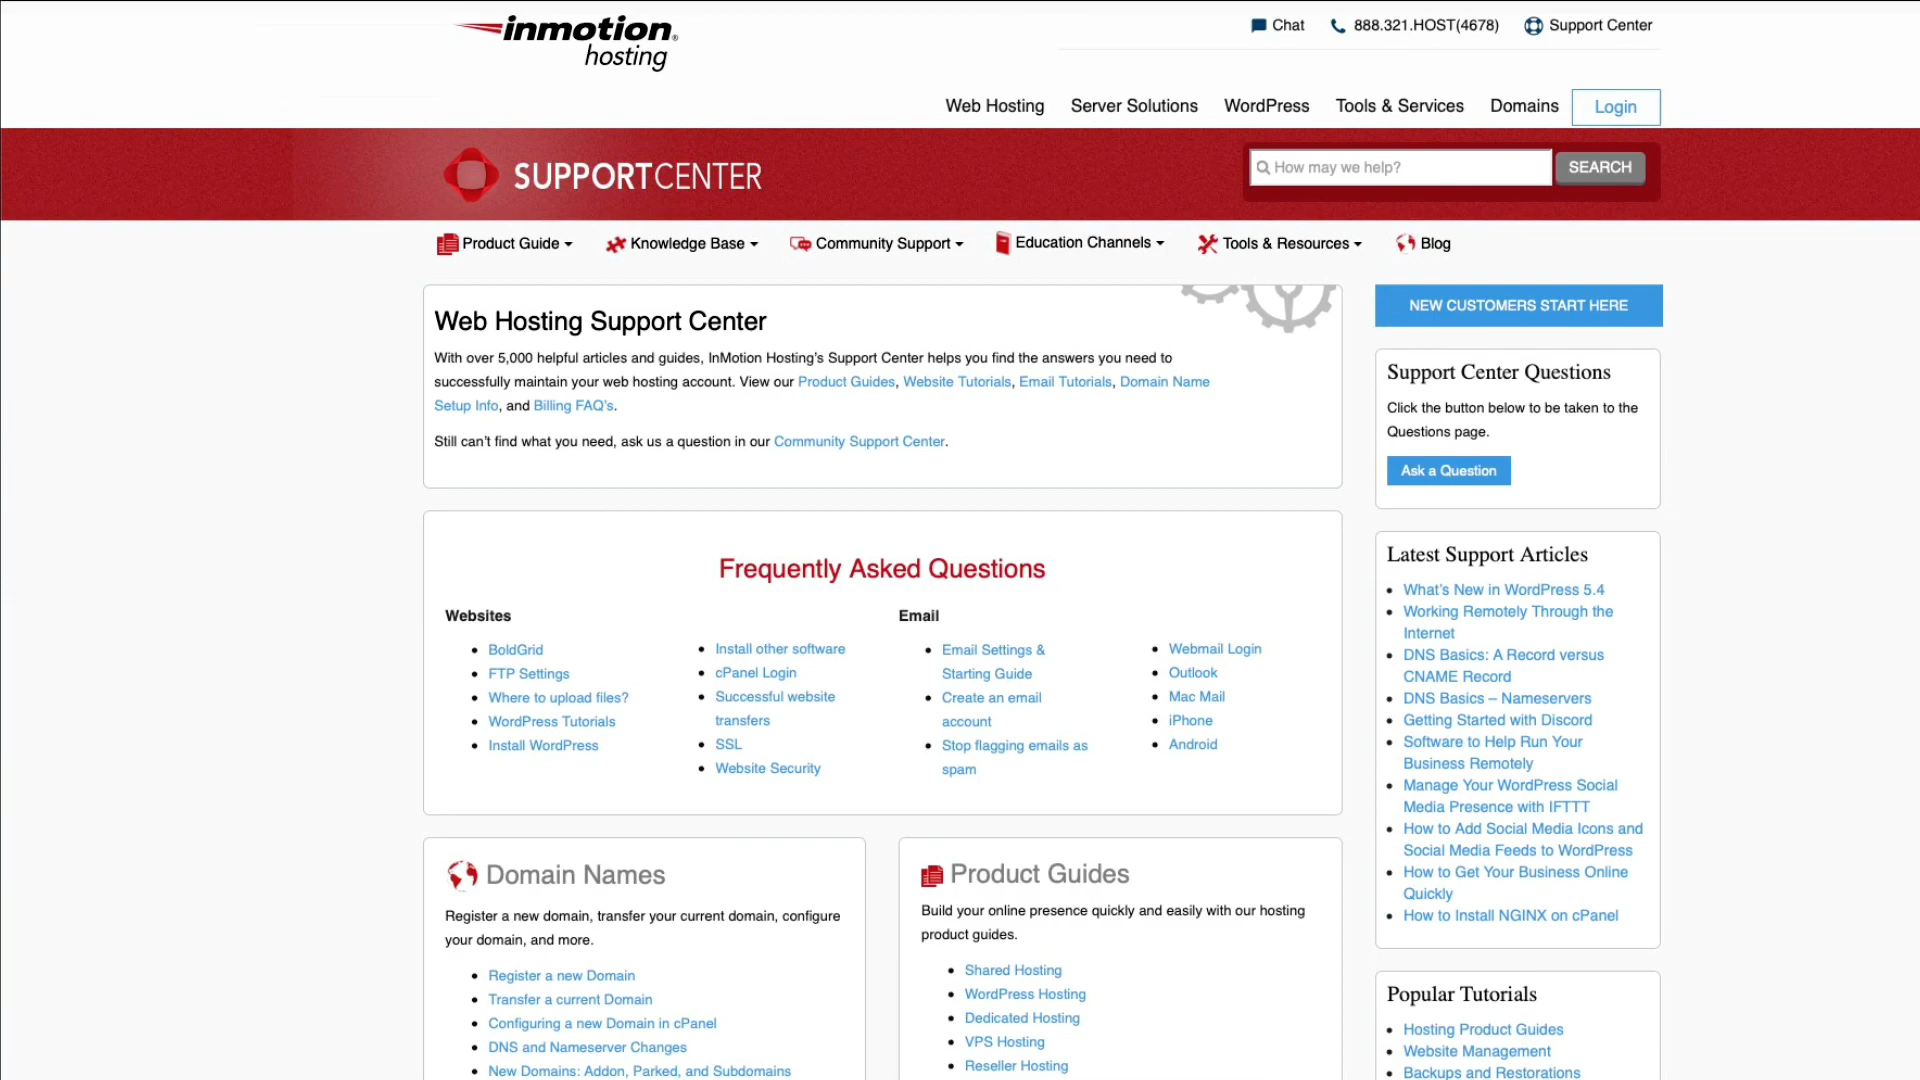 inmotion®
hosting
Chat 888.321.HOST(4678) Support Center
Web Hosting Server Solutions WordPress Tools & Services Domains Login
SUPPORTCENTER
How may we help? SEARCH
Product Guide Knowledge Base Community Support Education Channels Tools & Resources Blog
Web Hosting Support Center
With over 5,000 helpful articles and guides, InMotion Hosting's Support Center helps you find the answers you need to
successfully maintain your web hosting account. View our Product Guides, Website Tutorials, Email Tutorials, Domain Name
Setup Info, and Billing FAQ's.
Still can't find what you need, ask us a question in our Community Support Center.
Frequently Asked Questions
Websites
BoldGrid
FTP Settings
Where to upload files?
WordPress Tutorials
Install WordPress
Install other software
cPanel Login
Successful website
transfers
SSL
Website Security
Email
Email Settings &
Starting Guide
Create an email
account
Stop flagging emails as
spam
Webmail Login
Outlook
Mac Mail
iPhone
Android
Domain Names
Register a new domain, transfer your current domain, configure
your domain, and more.
Register a new Domain
Transfer a current Domain
Configuring a new Domain in cPanel
DNS and Nameserver Changes
New Domains: Addon, Parked, and Subdomains
Product Guides
Build your online presence quickly and easily with our hosting
product guides.
Shared Hosting
WordPress Hosting
Dedicated Hosting
VPS Hosting
Reseller Hosting
NEW CUSTOMERS START HERE
Support Center Questions
Click the button below to be taken to the
Questions page.
Ask a Question
Latest Support Articles
What's New in WordPress 5.4
Working Remotely Through the
Internet
DNS Basics: A Record versus
CNAME Record
DNS Basics – Nameservers
Getting Started with Discord
Software to Help Run Your
Business Remotely
Manage Your WordPress Social
Media Presence with IFTTT
How to Add Social Media Icons and
Social Media Feeds to WordPress
How to Get Your Business Online
Quickly
How to Install NGINX on cPanel
Popular Tutorials
Hosting Product Guides
Website Management
Backups and Restorations